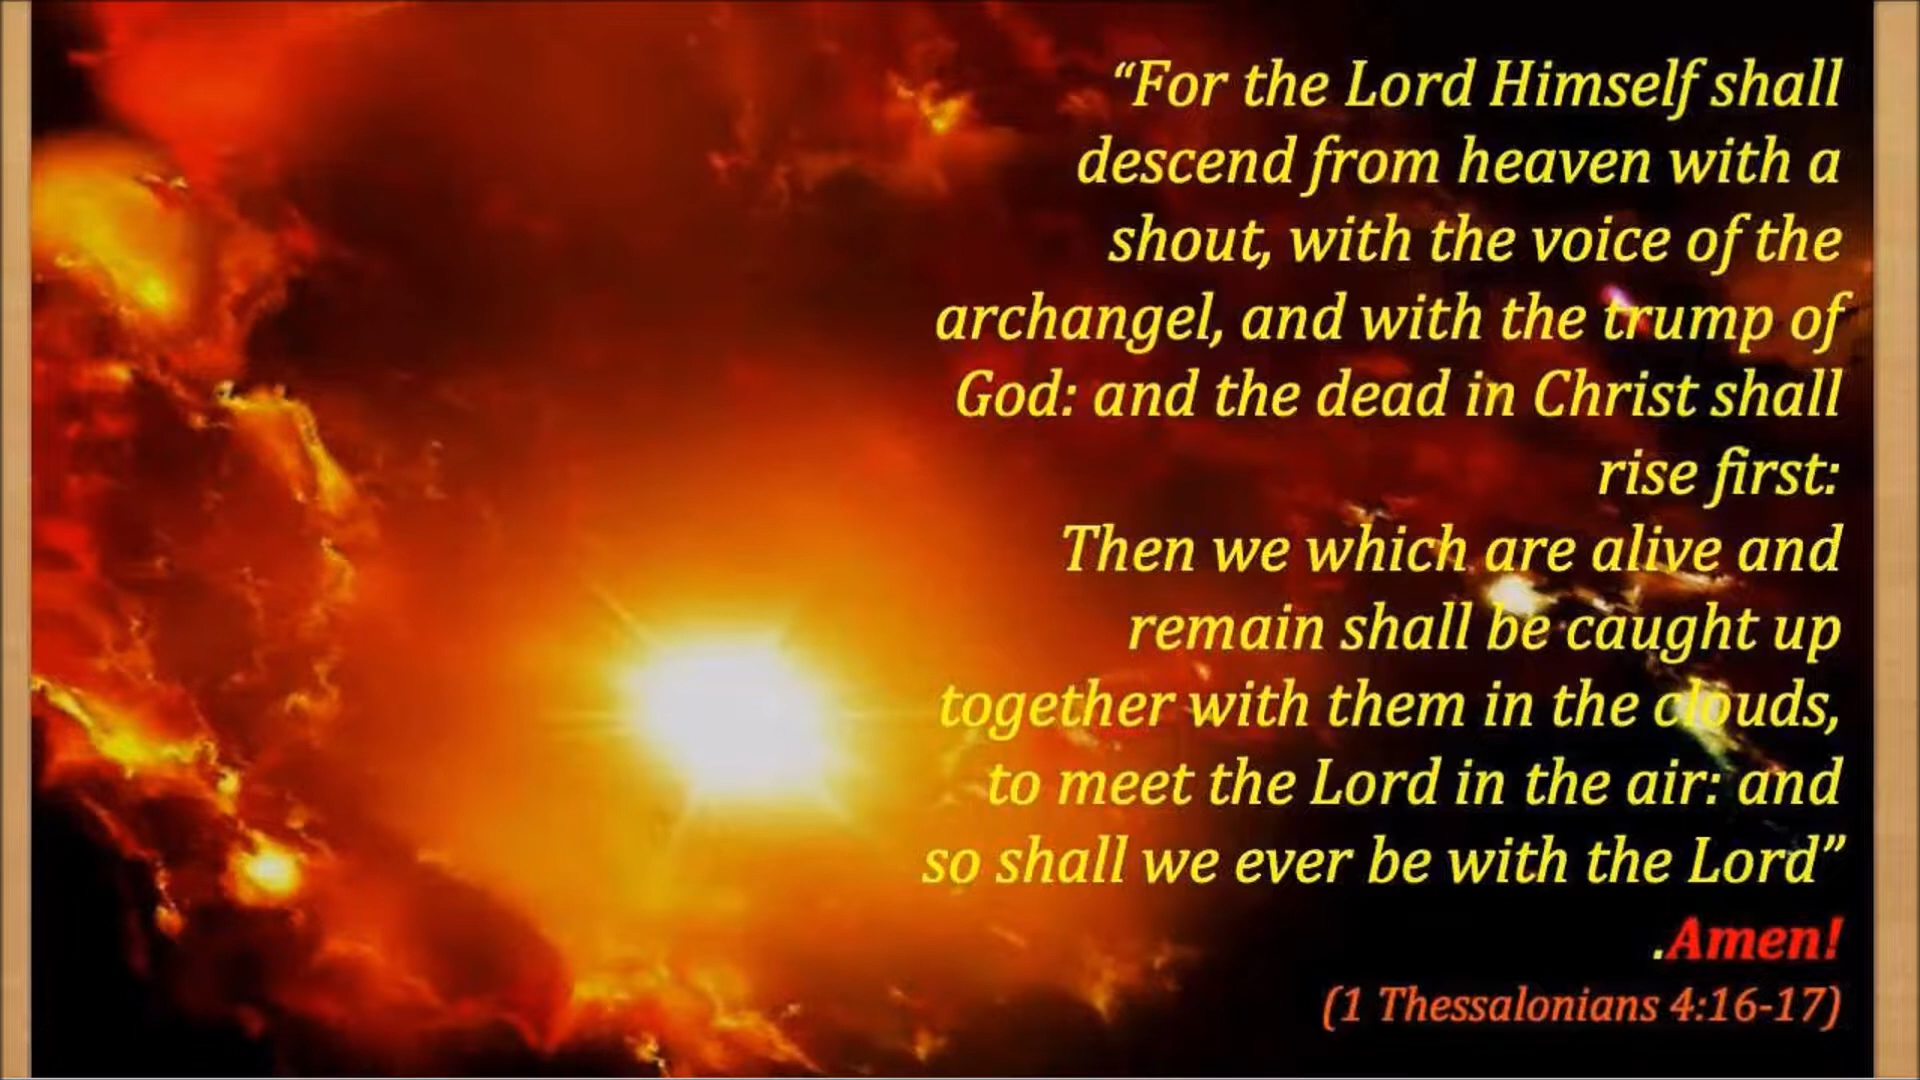 “For the Lord Himself shall
descend from heaven with a
shout, with the voice of the
archangel, and with the trump of
God: and the dead in Christ shall
rise first:
Then we which are alive and
remain shall be caught up
together with them in the clouds,
to meet the Lord in the air: and
so shall we ever be with the Lord”
.Amen!
(1 Thessalonians 4:16-17)